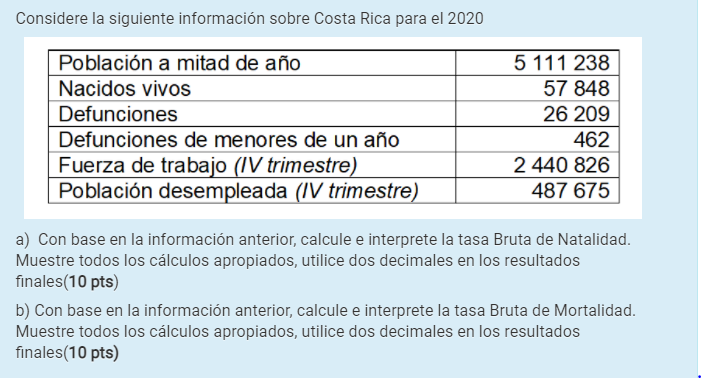 Considere la siguiente información sobre Costa Rica para el 2020
Población a mitad de año 5 111 238
Nacidos vivos 57 848
Defunciones 26 209
Defunciones de menores de un año 462
Fuerza de trabajo (IV trimestre) 2 440 826
Población desempleada (IV trimestre) 487 675
a) Con base en la información anterior, calcule e interprete la tasa Bruta de Natalidad.
Muestre todos los cálculos apropiados, utilice dos decimales en los resultados
finales(10 pts)
b) Con base en la información anterior, calcule e interprete la tasa Bruta de Mortalidad.
Muestre todos los cálculos apropiados, utilice dos decimales en los resultados
finales(10 pts)